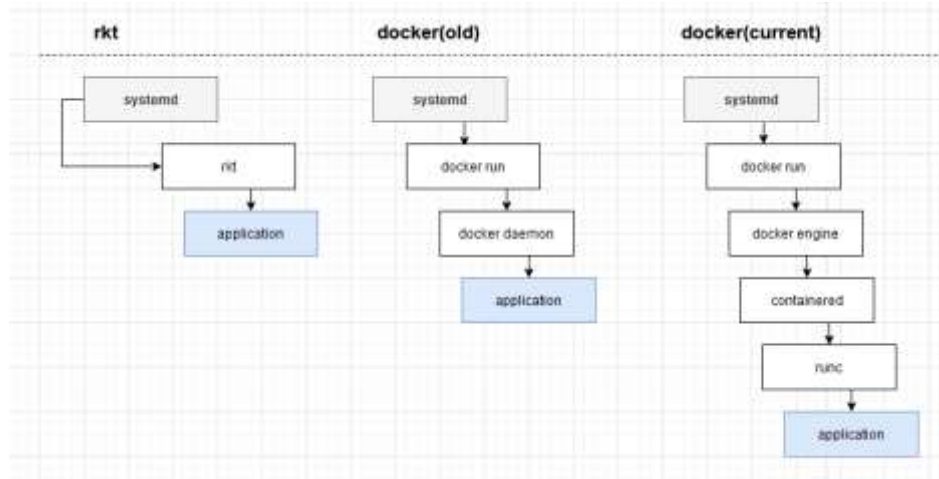 rkt
docker(old)
docker(current)
systemd
systemd
systemd
rkt
docker run
docker run
application
docker daemon
docker engine
application
containered
runc
application